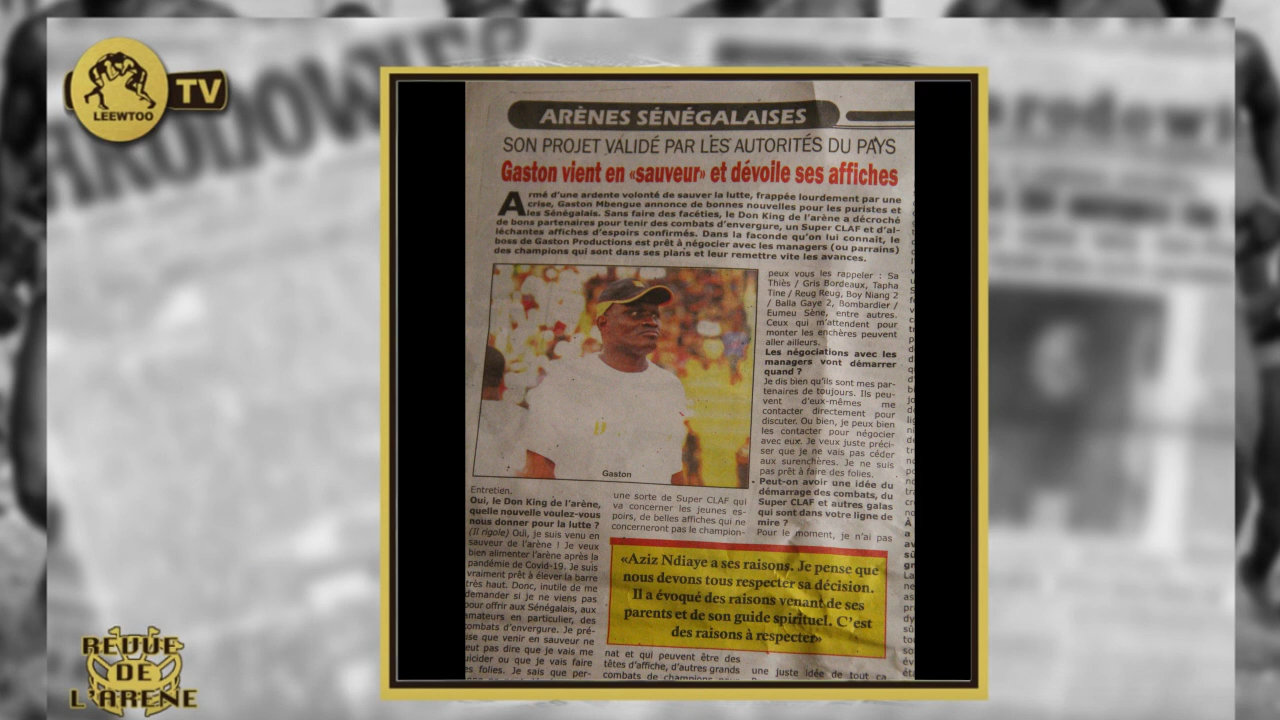 LEEWTOO
TV
ARÈNES SÉNÉGALAISES
SON PROJET VALIDÉ PAR LES AUTORITÉS DU PAYS
Gaston vient en «sauveur» et dévoile ses affiches
Armé d'une ardente volonté de sauver la lutte, frappée lourdement par une
crise, Gaston Mbengue annonce de bonnes nouvelles pour les puristes et
les Sénégalais. Sans faire des facéties, le Don King de l'arène a décroché
de bons partenaires pour tenir des combats d'envergure, un Super CLAF et d'al-
léchantes affiches d'espoirs confirmés. Dans la faconde qu'on lui connaît, le
boss de Gaston Productions est prêt à négocier avec les managers (ou parrains)
des champions qui sont dans ses plans et leur remettre vite les avances.
Gaston
Entretien.
Oui, le Don King de l'arène,
quelle nouvelle voulez-vous
nous donner pour la lutte ?
(Il rigole) Oui, je suis venu en
sauveur de l'arène ! Je veux
bien alimenter l'arène après la
pandémie de Covid-19. Je suis
vraiment prêt à élever la barre
très haut. Donc, inutile de me
demander si je ne viens pas
pour offrir aux Sénégalais, aux
amateurs en particulier, des
combats d'envergure. Je pré-
ise que venir en sauveur ne
eut pas dire que je vais me
uicider ou que je vais faire
es folies. Je sais que per-
une sorte de Super CLAF qui
va concerner les jeunes es-
poirs, de belles affiches qui ne
concerneront pas le champion-
«Aziz Ndiaye a ses raisons. Je pense que
nous devons tous respecter sa décision.
Il a évoqué des raisons venant de ses
parents et de son guide spirituel. C'est
des raisons à respecter»
nat et qui peuvent être des
têtes d'affiche, d'autres grands
combats de champions
peux vous les rappeler : Sa
Thiès / Gris Bordeaux, Tapha
Tine / Reug Reug, Boy Niang 2
/ Balla Gaye 2, Bombardier /
Eumeu Sène, entre autres.
Ceux qui m'attendent pour
monter les enchères peuvent
aller ailleurs.
Les négociations avec les
managers vont démarrer
quand ?
Je dis bien qu'ils sont mes par-
tenaires de toujours. Ils peu-
vent d'eux-mêmes me
contacter directement pour
discuter. Ou bien, je peux bien
les contacter pour négocier
avec eux. Je veux juste préci-
ser que je ne vais pas céder
aux surenchères. Je ne suis
pas prêt à faire des folies.
Peut-on avoir une idée du
démarrage des combats, du
Super CLAF et autres galas
qui sont dans votre ligne de
mire ?
Pour le moment, je n'ai pas
une juste idée de tout ça
REVUE
DE
L'ARENE